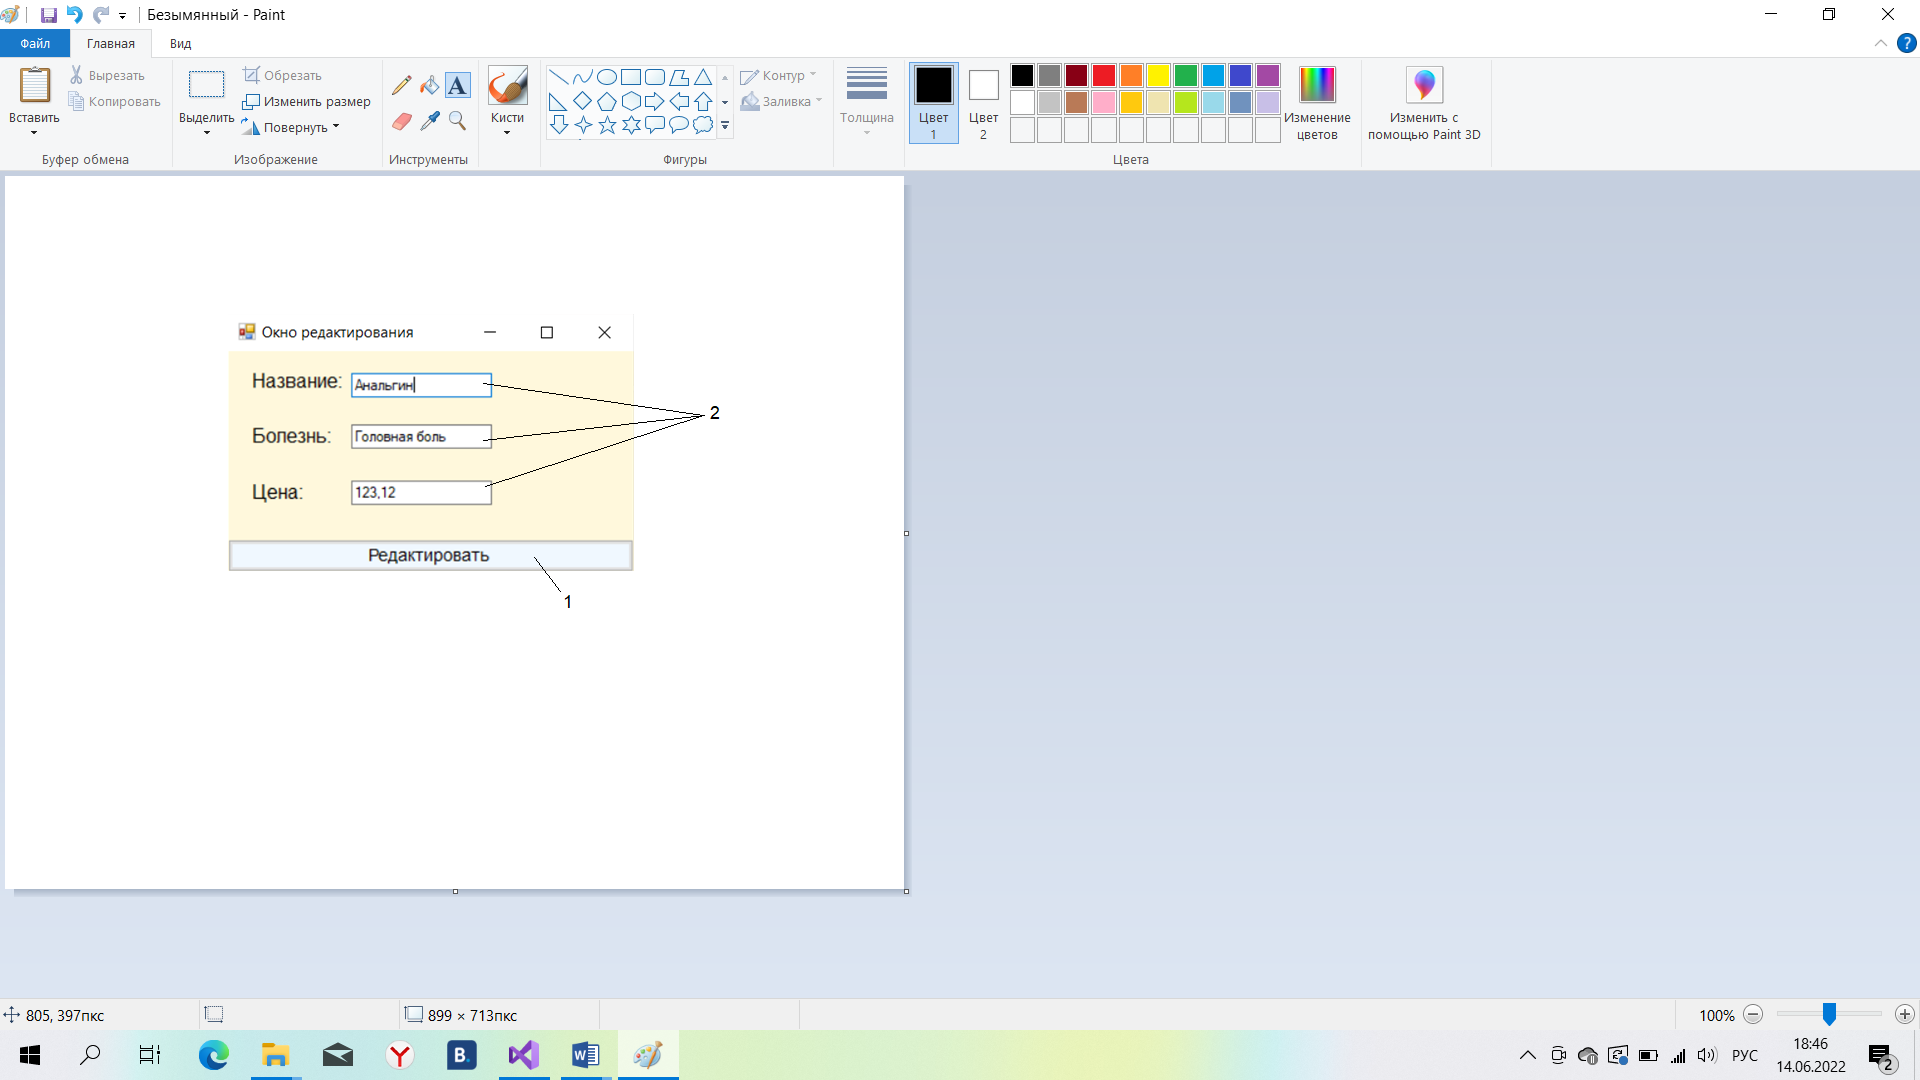 Безымянный - Paint
Файл
Главная
Вид
?
Вставить
Вырезать
Копировать
Буфер обмена
Выделить
Обрезать
Изменить размер
Повернуть
Изображение
A
Инструменты
Кисти
Контур
Заливка
Фигуры
Толщина
Цвет
1
Цвет
2
Изменение
цветов
Цвета
Изменить с
помощью Paint 3D
Окно редактирования
Название:
Анальгин
Болезнь:
Головная боль
Цена:
123,12
Редактировать
2
1
805, 397пкс
899 × 713пкс
100%
B.
РУС
18:46
14.06.2022
2